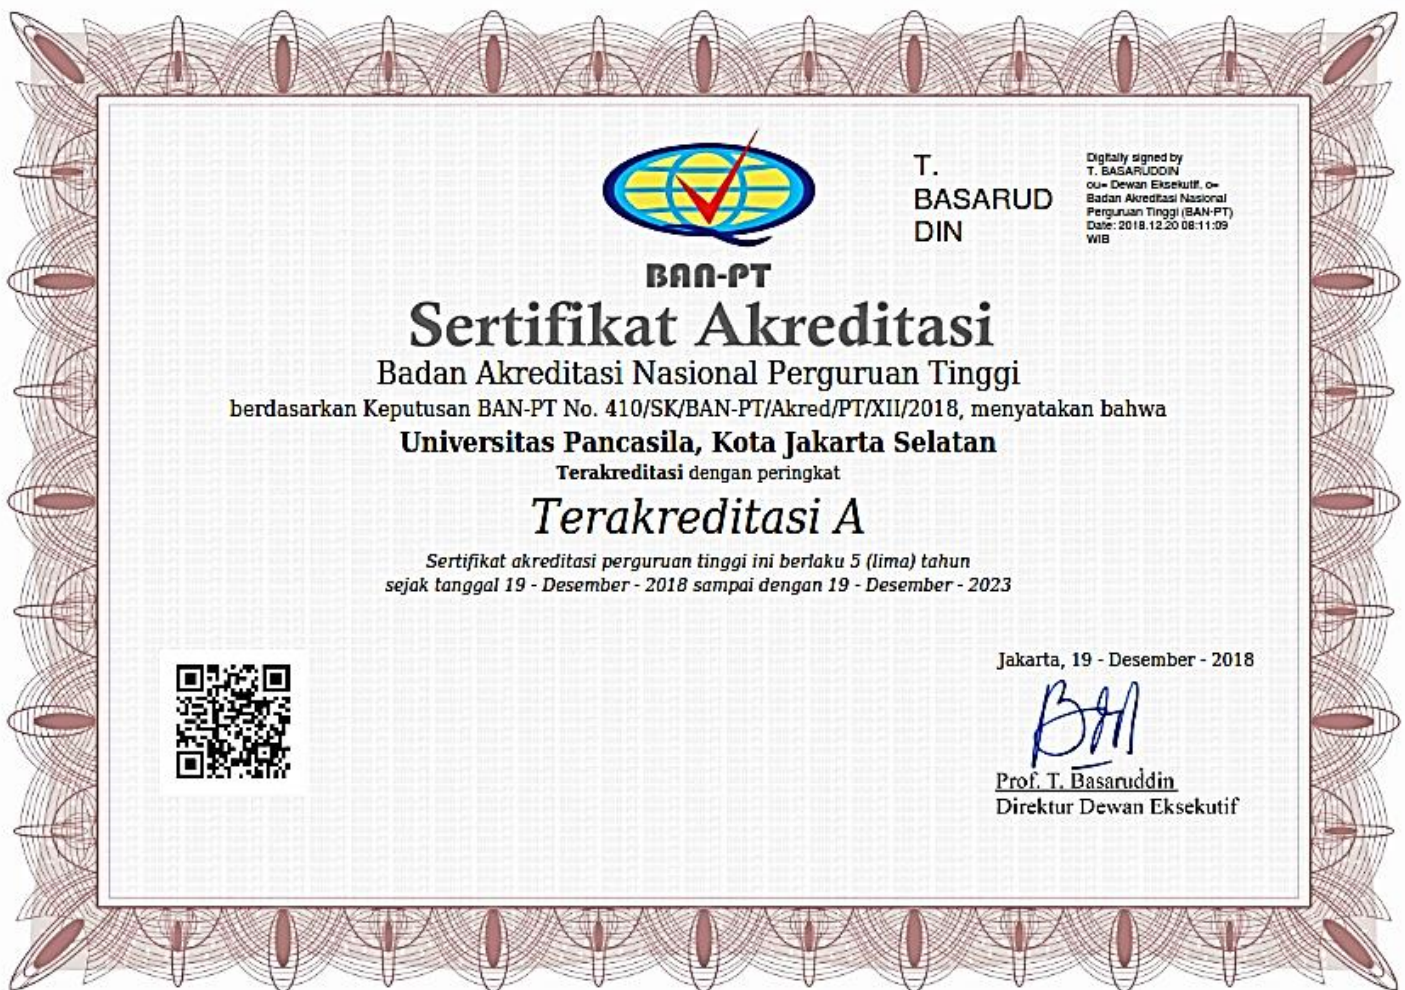 T.
BASARUD
DIN
Digitally signed by
T. BASARUDDIN
ou= Dewan Eksekutif, o=
Badan Akreditasi Nasional
Perguruan Tinggi (BAN-PT)
Date: 2018.12.20 08:11:09
WIB
BAN-PT
Sertifikat Akreditasi
Badan Akreditasi Nasional Perguruan Tinggi
berdasarkan Keputusan BAN-PT No. 410/SK/BAN-PT/Akred/PT/XII/2018, menyatakan bahwa
Universitas Pancasila, Kota Jakarta Selatan
Terakreditasi dengan peringkat
Terakreditasi A
Sertifikat akreditasi perguruan tinggi ini berlaku 5 (lima) tahun
sejak tanggal 19 - Desember - 2018 sampai dengan 19 - Desember - 2023
Jakarta, 19 - Desember - 2018
Prof. T. Basaruddin
Direktur Dewan Eksekutif